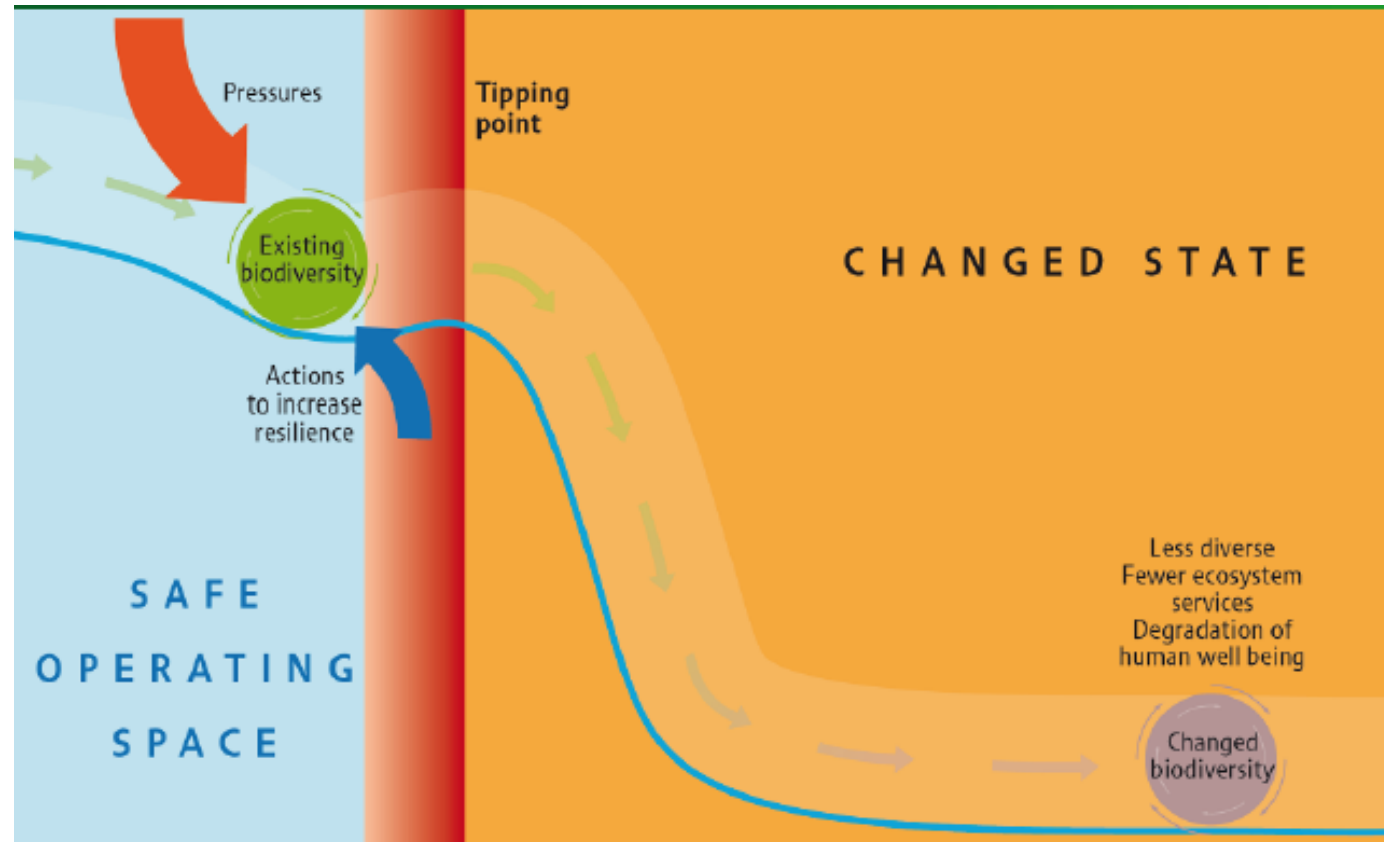 Pressures
Tipping
point
Existing
biodiversity
CHANGED STATE
Actions
to increase
resilience
SAFE
OPERATING
SPACE
Less diverse
Fewer ecosystem
services
Degradation of
human well being
Changed
biodiversity